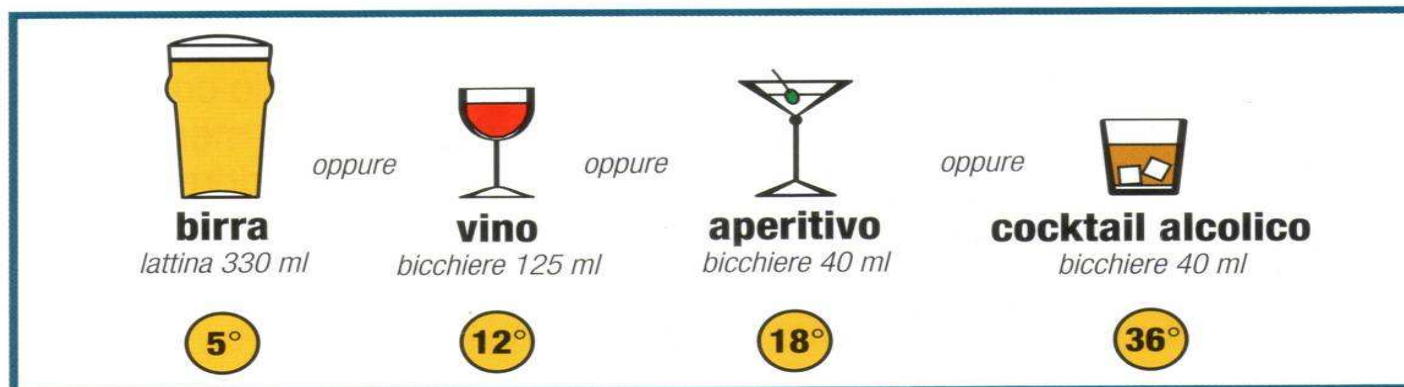 oppure oppure oppure
birra vino aperitivo cocktail alcolico
lattina 330 ml bicchiere 125 ml bicchiere 40 ml bicchiere 40 ml
5° 12° 18° 36°